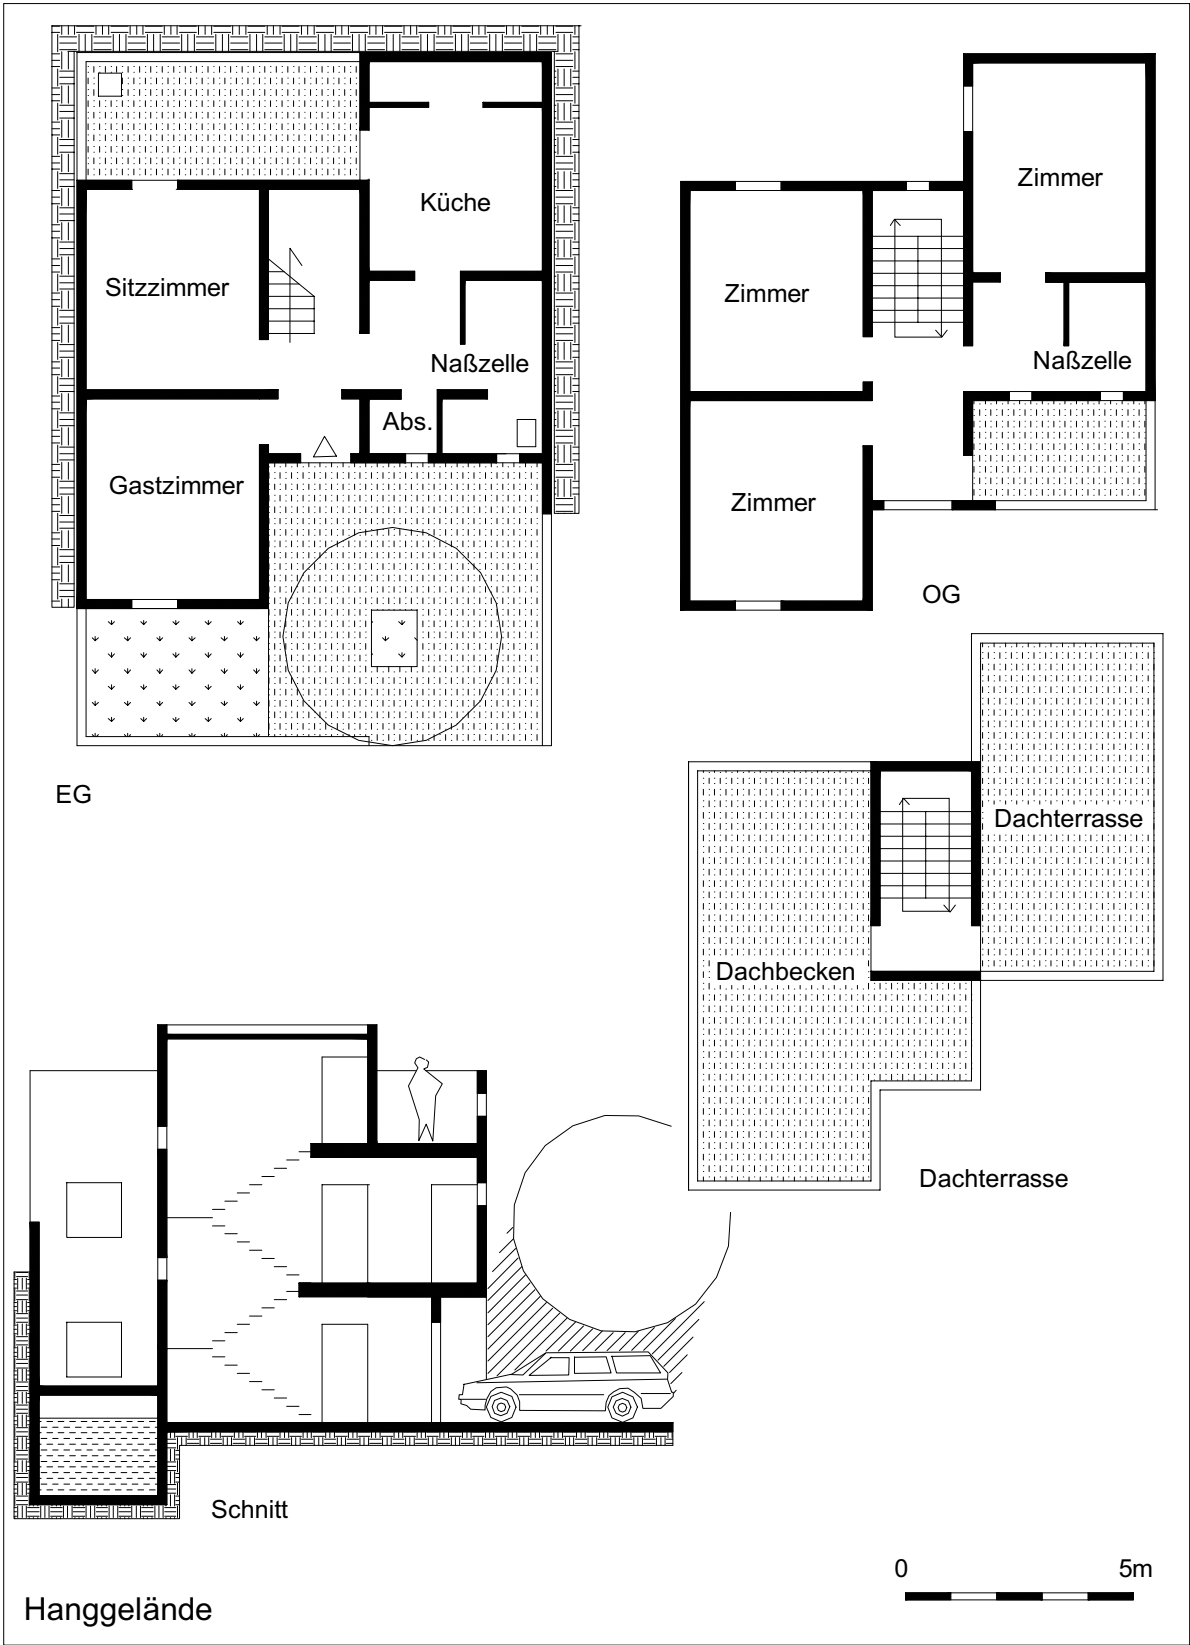 Küche
Zimmer
Sitzzimmer
Zimmer
Naßzelle
Naßzelle
Abs.
Gastzimmer
Zimmer
OG
EG
Dachterrasse
Dachbecken
Dachterrasse
Schnitt
0 5m
Hanggelände